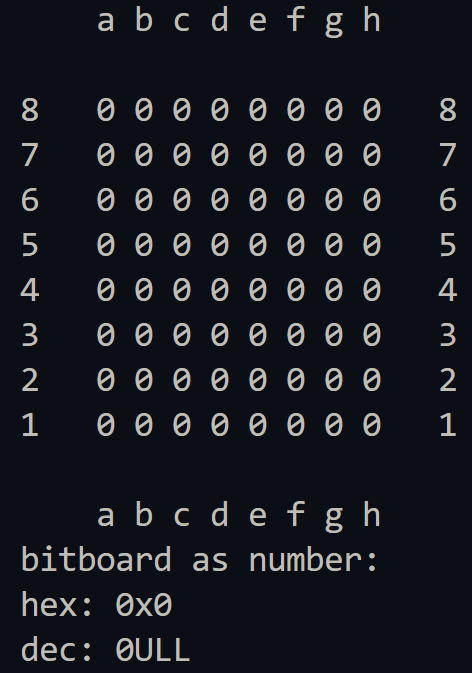 a b c d e f g h
8 0 0 0 0 0 0 0 0 8
7 0 0 0 0 0 0 0 0 7
6 0 0 0 0 0 0 0 0 6
5 0 0 0 0 0 0 0 0 5
4 0 0 0 0 0 0 0 0 4
3 0 0 0 0 0 0 0 0 3
2 0 0 0 0 0 0 0 0 2
1 0 0 0 0 0 0 0 0 1
a b c d e f g h
bitboard as number:
hex: 0x0
dec: 0ULL